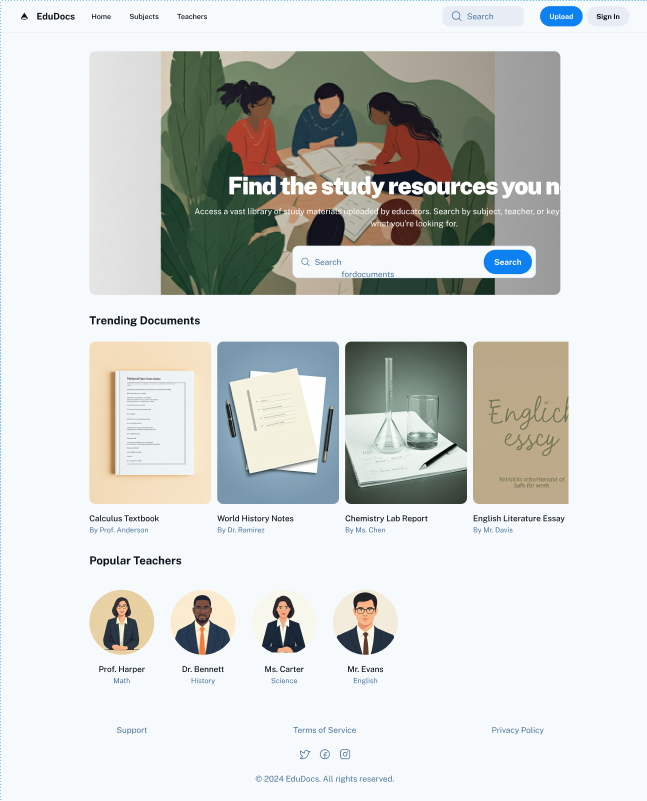 EduDocs Home Subjects Teachers Search Upload Sign In
Find the study resources you n
Access a vast library of study materials uploaded by educators. Search by subject, teacher, or key
what you're looking for.
Search Search
fordocuments
Trending Documents
English
esscy
Calculus Textbook World History Notes Chemistry Lab Report English Literature Essay
By Prof. Anderson By Dr. Ramirez By Ms. Chen By Mr. Davis
Popular Teachers
Prof. Harper Dr. Bennett Ms. Carter Mr. Evans
Math History Science English
Support Terms of Service Privacy Policy
© 2024 EduDocs. All rights reserved.